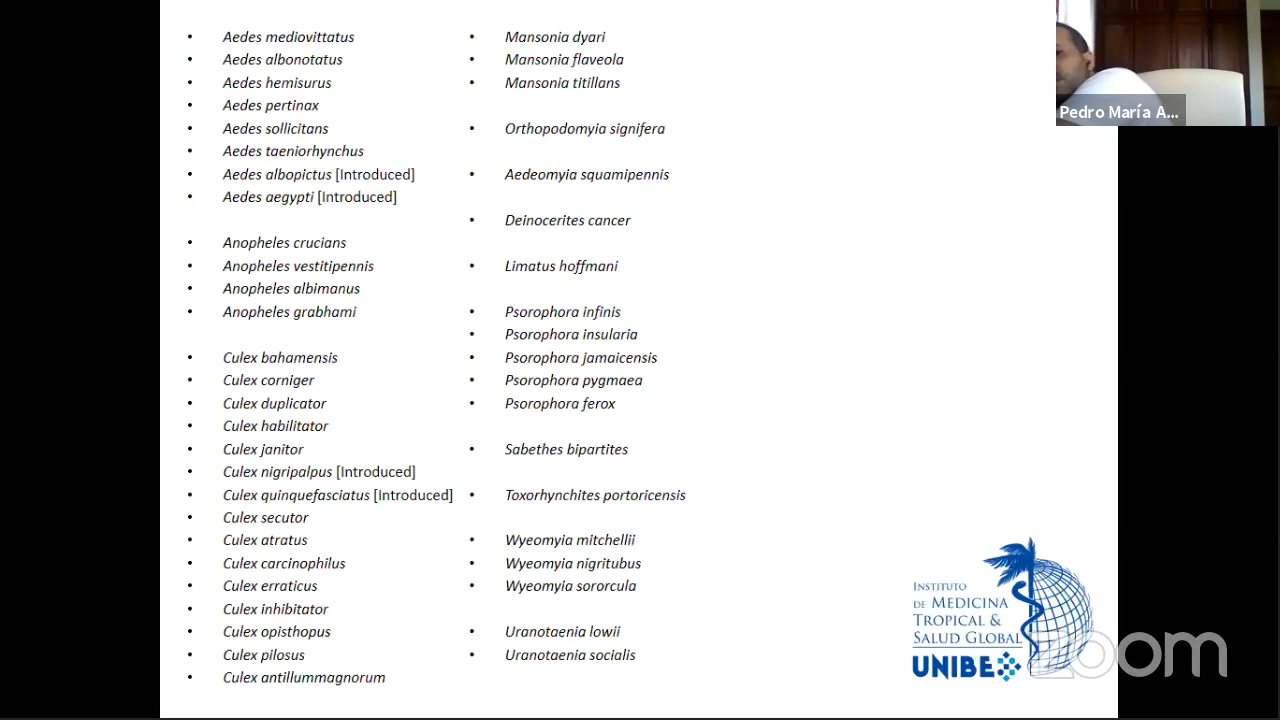 Aedes mediovittatus
Aedes albonotatus
Aedes hemisurus
Aedes pertinax
Aedes sollicitans
Aedes taeniorhynchus
Aedes albopictus [Introduced]
Aedes aegypti [Introduced]
Anopheles crucians
Anopheles vestitipennis
Anopheles albimanus
Anopheles grabhami
Culex bahamensis
Culex corniger
Culex duplicator
Culex habilitator
Culex janitor
Culex nigripalpus [Introduced]
Culex quinquefasciatus [Introduced]
Culex secutor
Culex atratus
Culex carcinophilus
Culex erraticus
Culex inhibitator
Culex opisthopus
Culex pilosus
Culex antillummagnorum
Mansonia dyari
Mansonia flaveola
Mansonia titillans
Orthopodomyia signifera
Aedeomyia squamipennis
Deinocerites cancer
Limatus hoffmani
Psorophora infinis
Psorophora insularia
Psorophora jamaicensis
Psorophora pygmaea
Psorophora ferox
Sabethes bipartites
Toxorhynchites portoricensis
Wyeomyia mitchellii
Wyeomyia nigritubus
Wyeomyia sororcula
Uranotaenia lowii
Uranotaenia socialis
Pedro María A...
INSTITUTO
DE MEDICINA
TROPICAL &
SALUD GLOBAL
UNIBE
zoom